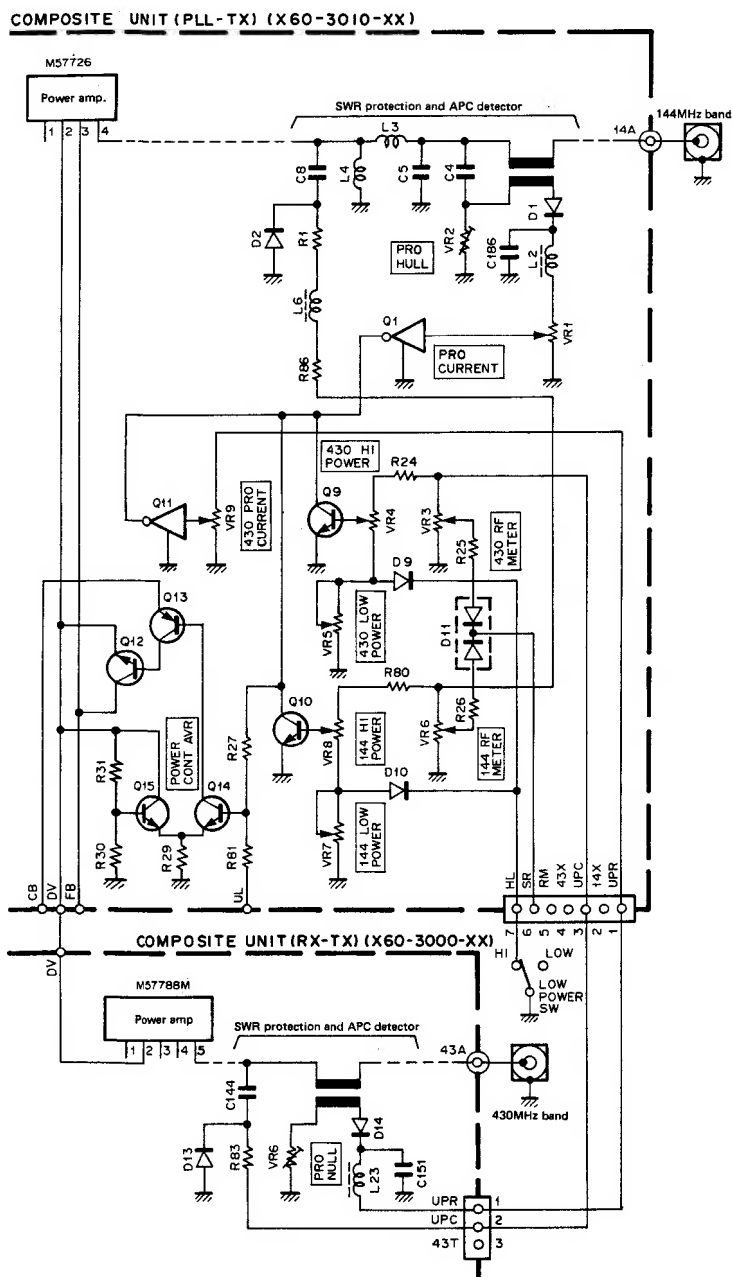 COMPOSITE UNIT (PLL-TX) (X60-3010-XX)
M57726
Power amp.
1 2 3 4
SWR protection and APC detector
L3
14A
144MHz band
C8
L4
C5
C4
D1
D2
R1
PRO
HULL
VR2
C186
L2
L6
Q1
VR1
R86
PRO
CURRENT
430 HI
POWER
R24
Q11
VR9
430 PRO
CURRENT
Q9
VR4
VR3
R25
430 RF
METER
D9
Q13
Q12
VR5
430 LOW
POWER
D11
R80
Q10
VR8
144 HI
POWER
VR6
R26
144 RF
METER
R27
POWER
CONT AVR
R31
Q15
Q14
D10
R30
R29
R81
VR7
144 LOW
POWER
CB
DV
FB
UL
HL
SR
RM
43X
UPC
14X
UPR
7 6 5 4 3 2 1
COMPOSITE UNIT (RX-TX) (X60-3000-XX)
HI
LOW
LOW
POWER
SW
DV
M57788M
Power amp
1 2 3 4 5
SWR protection and APC detector
43A
430MHz band
C144
D14
D13
R83
VR6
PRO
NULL
L23
C151
UPR 1
UPC 2
43T 3